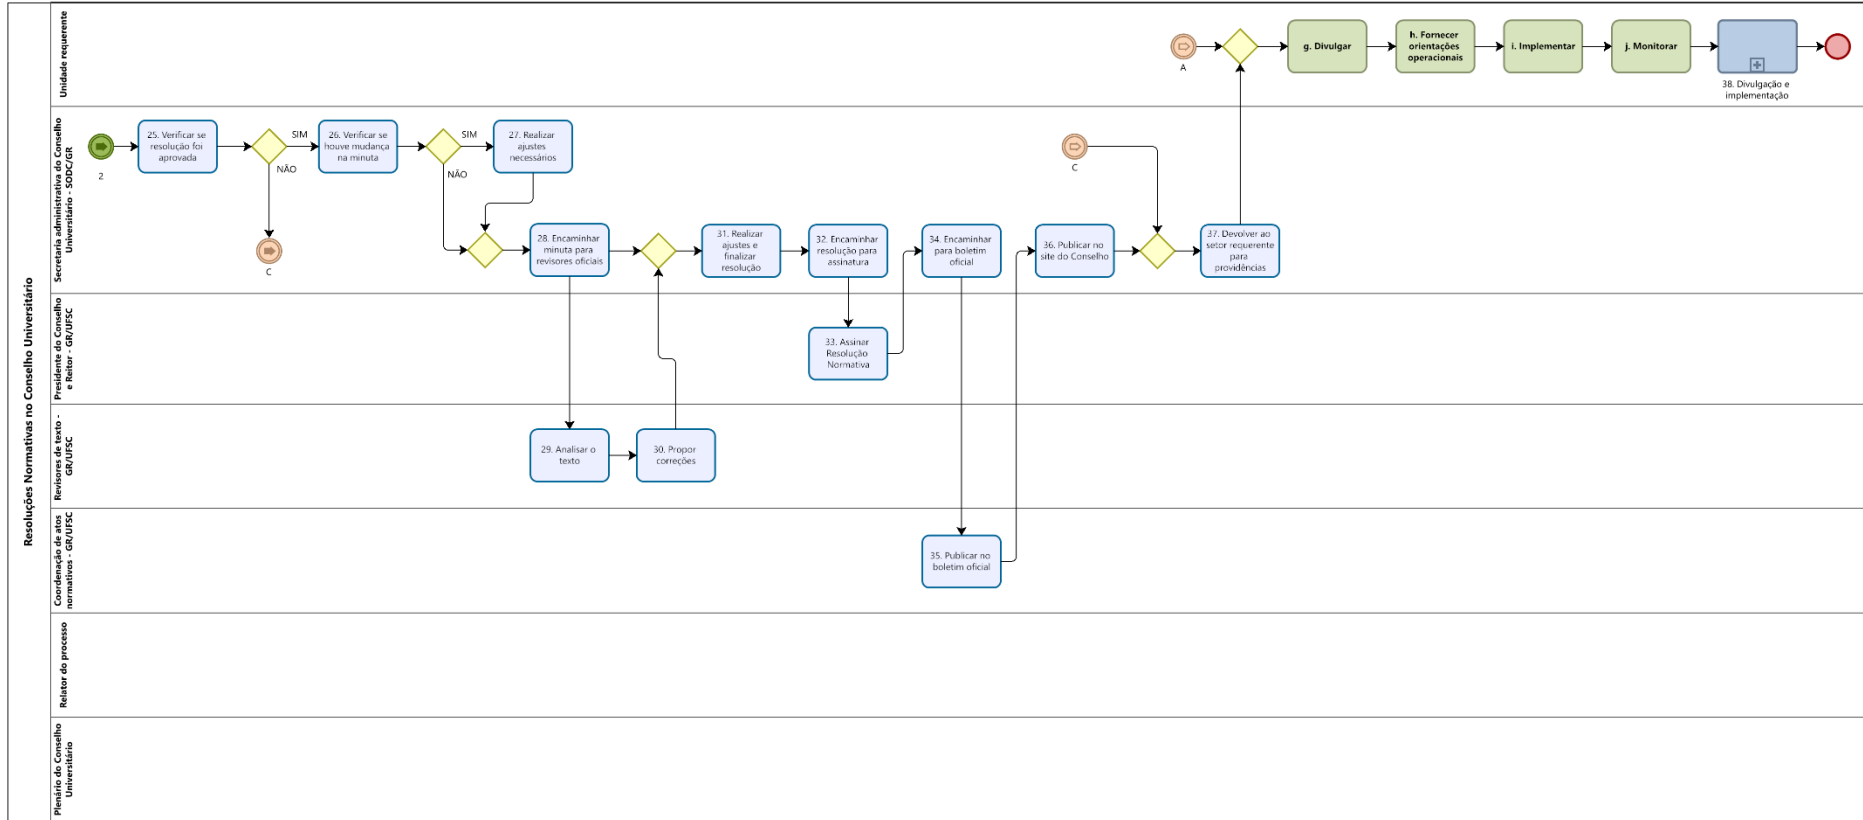 Resoluções Normativas no Conselho Universitário
Unidade requerente
A
g. Divulgar
h. Fornecer
orientações
operacionais
i. Implementar
j. Monitorar
38. Divulgação e
implementação
Secretaria administrativa do Conselho
Universitário - SODC/GR
2
25. Verificar se
resolução foi
aprovada
SIM
NÃO
C
26. Verificar se
houve mudança
na minuta
SIM
NÃO
27. Realizar
ajustes
necessários
28. Encaminhar
minuta para
revisores oficiais
31. Realizar
ajustes e
finalizar
resolução
32. Encaminhar
resolução para
assinatura
34. Encaminhar
para boletim
oficial
36. Publicar no
site do Conselho
C
37. Devolver ao
setor requerente
para
providências
Presidente do Conselho
e Reitor - GR/UFSC
33. Assinar
Resolução
Normativa
Revisores de texto -
GR/UFSC
29. Analisar o
texto
30. Propor
correções
Coordenação de atos
normativos - GR/UFSC
35. Publicar no
boletim oficial
Relator do processo
Plenário do Conselho
Universitário